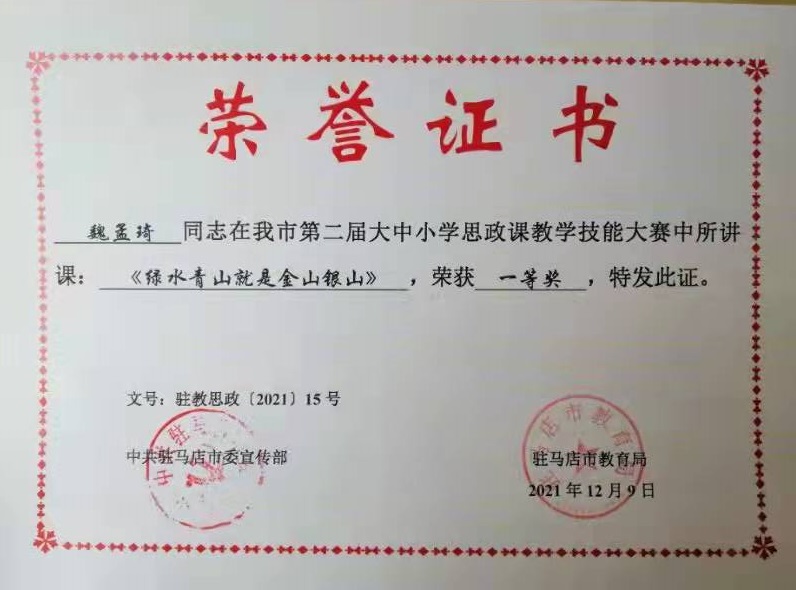 荣誉证书
魏孟琦 同志在我市第二届大中小学思政课教学技能大赛中所讲
课：《绿水青山就是金山银山》，荣获 一等奖，特发此证。
文号：驻教思政〔2021〕15号
中共驻马店市委宣传部
驻马店市教育局
2021年12月9日